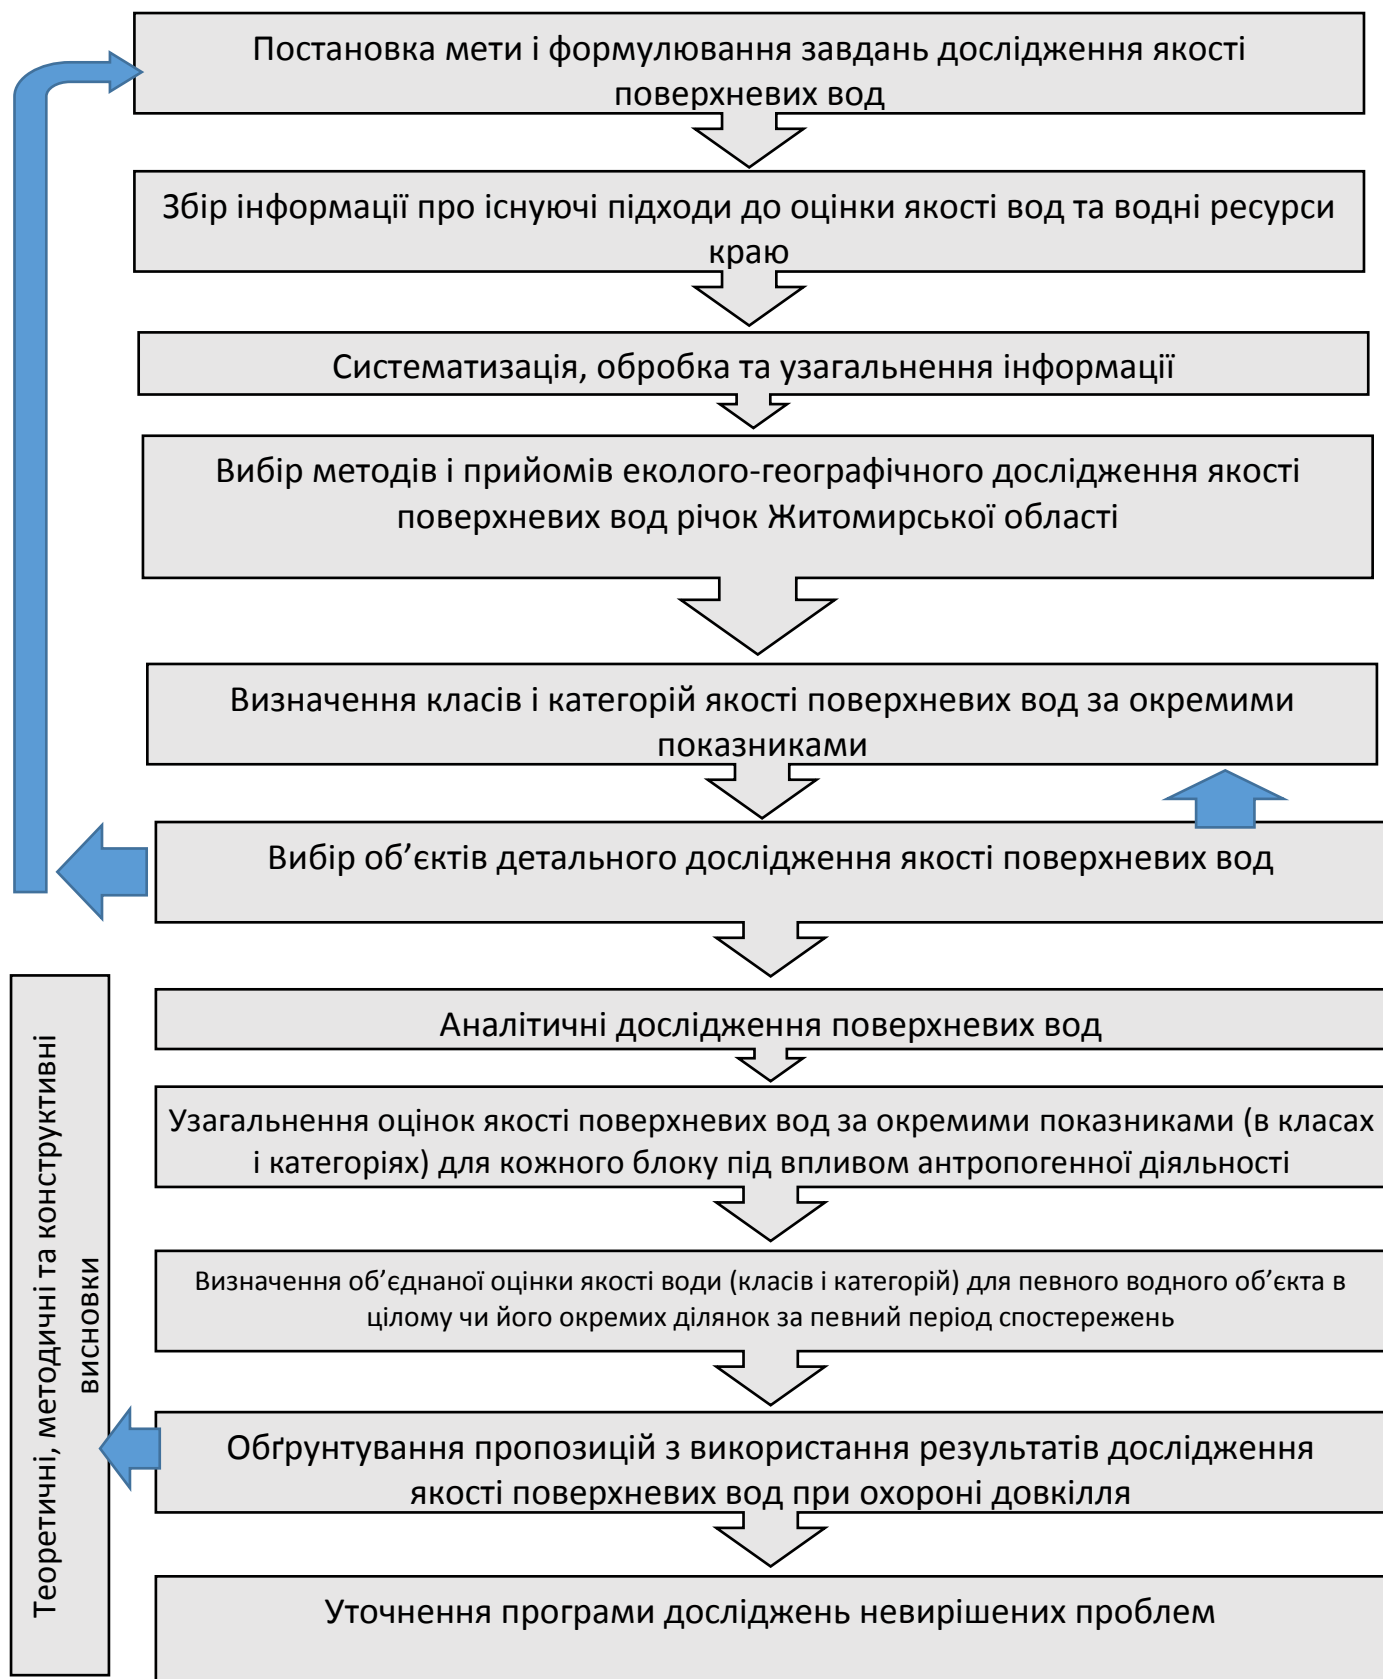 Постановка мети і формулювання завдань дослідження якості
поверхневих вод
Збір інформації про існуючі підходи до оцінки якості вод та водні ресурси
краю
Систематизація, обробка та узагальнення інформації
Вибір методів і прийомів еколого-географічного дослідження якості
поверхневих вод річок Житомирської області
Визначення класів і категорій якості поверхневих вод за окремими
показниками
Вибір об’єктів детального дослідження якості поверхневих вод
Аналітичні дослідження поверхневих вод
Узагальнення оцінок якості поверхневих вод за окремими показниками (в класах
і категоріях) для кожного блоку під впливом антропогенної діяльності
Визначення об’єднаної оцінки якості води (класів і категорій) для певного водного об’єкта в
цілому чи його окремих ділянок за певний період спостережень
Обґрунтування пропозицій з використання результатів дослідження
якості поверхневих вод при охороні довкілля
Уточнення програми досліджень невирішених проблем
Теоретичні, методичні та конструктивні
висновки